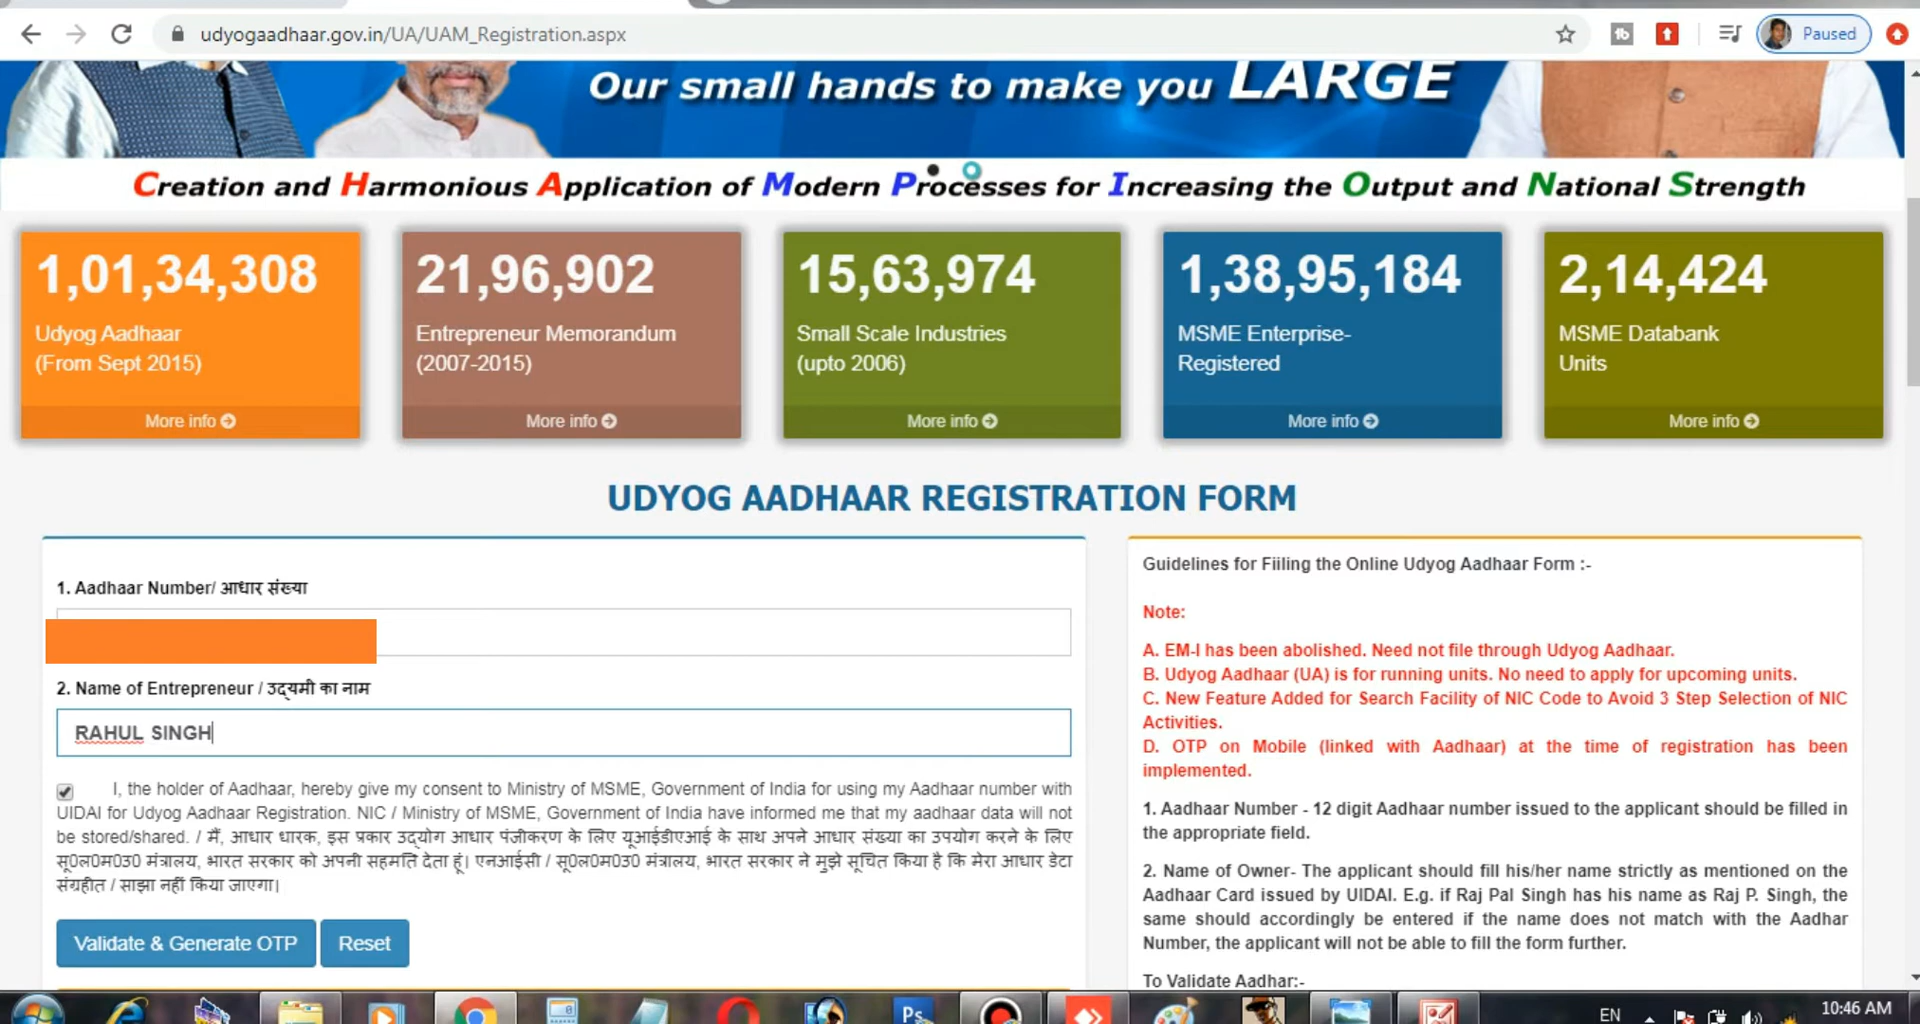 udyogaadhaar.gov.in/UA/UAM_Registration.aspx
Paused
Our small hands to make you LARGE
Creation and Harmonious Application of Modern Processes for Increasing the Output and National Strength
1,01,34,308
Udyog Aadhaar
(From Sept 2015)
More info
21,96,902
Entrepreneur Memorandum
(2007-2015)
More info
15,63,974
Small Scale Industries
(upto 2006)
More info
1,38,95,184
MSME Enterprise-
Registered
More info
2,14,424
MSME Databank
Units
More info
UDYOG AADHAAR REGISTRATION FORM
1. Aadhaar Number/ आधार संख्या
2. Name of Entrepreneur / उद्यमी का नाम
RAHUL SINGH
I, the holder of Aadhaar, hereby give my consent to Ministry of MSME, Government of India for using my Aadhaar number with
UIDAI for Udyog Aadhaar Registration. NIC / Ministry of MSME, Government of India have informed me that my aadhaar data will not
be stored/shared. / मैं, आधार धारक, इस प्रकार उद्योग आधार पंजीकरण के लिए यूआईडीएआई के साथ अपने आधार संख्या का उपयोग करने के लिए
सू0ल0म0उ0 मंत्रालय, भारत सरकार को अपनी सहमति देता हूं। एनआईसी / सू0ल0म0उ0 मंत्रालय, भारत सरकार ने मुझे सूचित किया है कि मेरा आधार डेटा
संग्रहीत / साझा नहीं किया जाएगा।
Validate & Generate OTP
Reset
Guidelines for Fiiling the Online Udyog Aadhaar Form :-
Note:
A. EM-I has been abolished. Need not file through Udyog Aadhaar.
B. Udyog Aadhaar (UA) is for running units. No need to apply for upcoming units.
C. New Feature Added for Search Facility of NIC Code to Avoid 3 Step Selection of NIC
Activities.
D. OTP on Mobile (linked with Aadhaar) at the time of registration has been
implemented.
1. Aadhaar Number - 12 digit Aadhaar number issued to the applicant should be filled in
the appropriate field.
2. Name of Owner- The applicant should fill his/her name strictly as mentioned on the
Aadhaar Card issued by UIDAI. E.g. if Raj Pal Singh has his name as Raj P. Singh, the
same should accordingly be entered if the name does not match with the Aadhar
Number, the applicant will not be able to fill the form further.
To Validate Aadhar:-
Ps
EN
10:46 AM